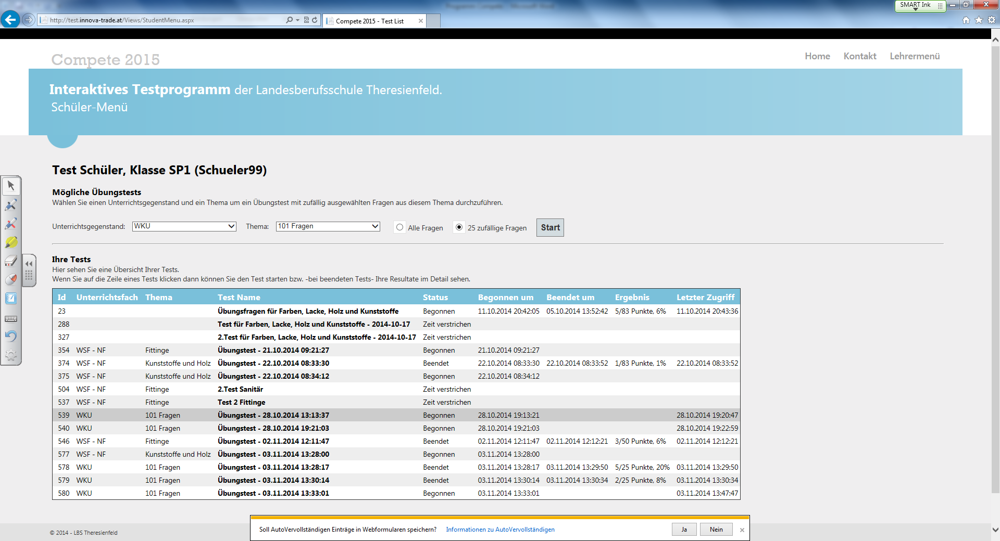 SMART Ink
http://test.innova-trade.at/Views/StudentMenu.aspx
Compete 2015 - Test List
Compete 2015
Home Kontakt Lehrermenü
Interaktives Testprogramm der Landesberufsschule Theresienfeld.
Schüler-Menü
Test Schüler, Klasse SP1 (Schueler99)
Mögliche Übungstests
Wählen Sie einen Unterrichtsgegenstand und ein Thema um ein Übungstest mit zufällig ausgewählten Fragen aus diesem Thema durchzuführen.
Unterrichtsgegenstand: WKU Thema: 101 Fragen Alle Fragen 25 zufällige Fragen Start
Ihre Tests
Hier sehen Sie eine Übersicht Ihrer Tests.
Wenn Sie auf die Zeile eines Tests klicken dann können Sie den Test starten bzw. -bei beendeten Tests- Ihre Resultate im Detail sehen.
Id Unterrichtsfach Thema Test Name Status Begonnen um Beendet um Ergebnis Letzter Zugriff
23 Übungsfragen für Farben, Lacke, Holz und Kunststoffe Begonnen 11.10.2014 20:42:05 05.10.2014 13:52:42 5/83 Punkte, 6% 11.10.2014 20:43:36
288 Test für Farben, Lacke, Holz und Kunststoffe - 2014-10-17 Zeit verstrichen
327 2.Test für Farben, Lacke, Holz und Kunststoffe - 2014-10-17 Zeit verstrichen
354 WSF - NF Fittinge Übungstest - 21.10.2014 09:21:27 Begonnen 21.10.2014 09:21:27
374 WSF - NF Kunststoffe und Holz Übungstest - 22.10.2014 08:33:30 Beendet 22.10.2014 08:33:30 22.10.2014 08:33:52 1/83 Punkte, 1% 22.10.2014 08:33:52
375 WSF - NF Kunststoffe und Holz Übungstest - 22.10.2014 08:34:12 Begonnen 22.10.2014 08:34:12
504 WSF - NF Fittinge 2.Test Sanitär Zeit verstrichen
537 WSF - NF Fittinge Test 2 Fittinge Zeit verstrichen
539 WKU 101 Fragen Übungstest - 28.10.2014 13:13:37 Begonnen 28.10.2014 19:13:21 28.10.2014 19:20:47
540 WKU 101 Fragen Übungstest - 28.10.2014 19:21:03 Begonnen 28.10.2014 19:21:03 28.10.2014 19:22:59
546 WSF - NF Fittinge Übungstest - 02.11.2014 12:11:47 Beendet 02.11.2014 12:11:47 02.11.2014 12:12:21 3/50 Punkte, 6% 02.11.2014 12:12:21
577 WSF - NF Kunststoffe und Holz Übungstest - 03.11.2014 13:28:00 Begonnen 03.11.2014 13:28:00
578 WKU 101 Fragen Übungstest - 03.11.2014 13:28:17 Beendet 03.11.2014 13:28:17 03.11.2014 13:29:50 5/25 Punkte, 20% 03.11.2014 13:29:50
579 WKU 101 Fragen Übungstest - 03.11.2014 13:30:14 Beendet 03.11.2014 13:30:14 03.11.2014 13:30:34 2/25 Punkte, 8% 03.11.2014 13:30:34
580 WKU 101 Fragen Übungstest - 03.11.2014 13:33:01 Begonnen 03.11.2014 13:33:01 03.11.2014 13:47:47
© 2014 - LBS Theresienfeld
Soll AutoVervollständigen Einträge in Webformularen speichern? Informationen zu AutoVervollständigen Ja Nein